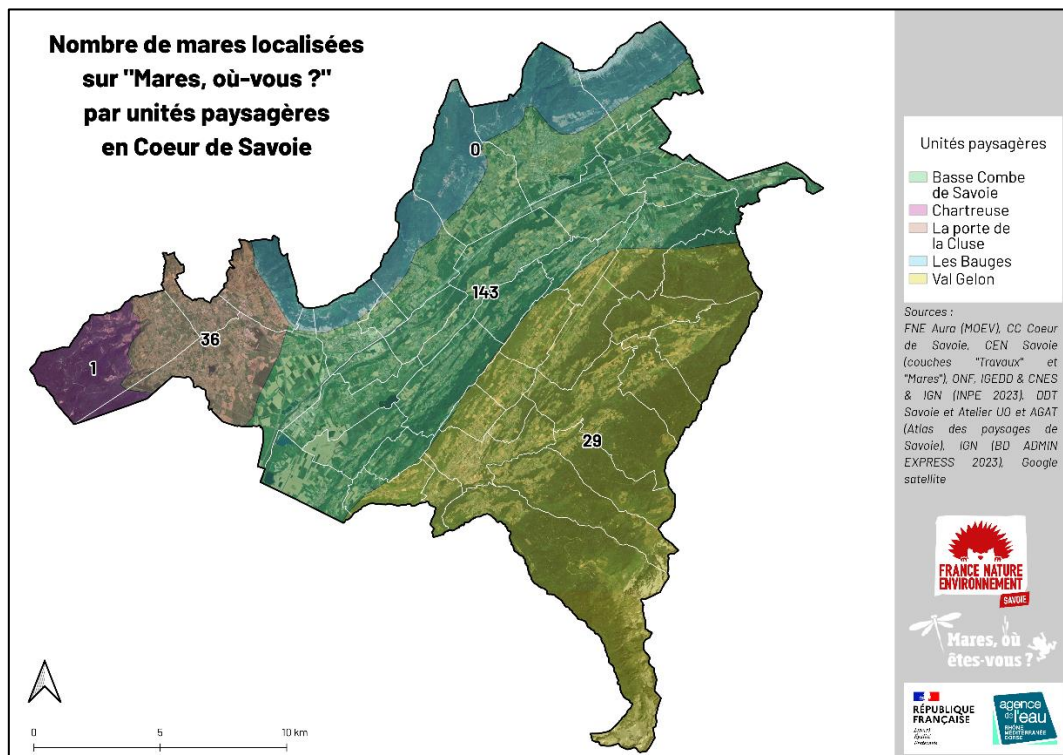 Nombre de mares localisées
sur "Mares, où-vous ?"
par unités paysagères
en Coeur de Savoie
0
143
36
1
29
0
5
10 km
Unités paysagères
Basse Combe
de Savoie
Chartreuse
La porte de
la Cluse
Les Bauges
Val Gelon
Sources :
FNE Aura (MOEV), CC Coeur
de Savoie, CEN Savoie
(couches "Travaux" et
"Mares"), ONF, IGEDD & CNES
& IGN (INPE 2023), DDT
Savoie et Atelier UO et AGAT
(Atlas des paysages de
Savoie), IGN (BD ADMIN
EXPRESS 2023), Google
satellite
FRANCE NATURE
ENVIRONNEMENT
SAVOIE
Mares, où
êtes-vous ?
RÉPUBLIQUE
FRANÇAISE
Liberté
Égalité
Fraternité
agence
de l'eau
RHÔNE
MÉDITERRANÉE
CORSE